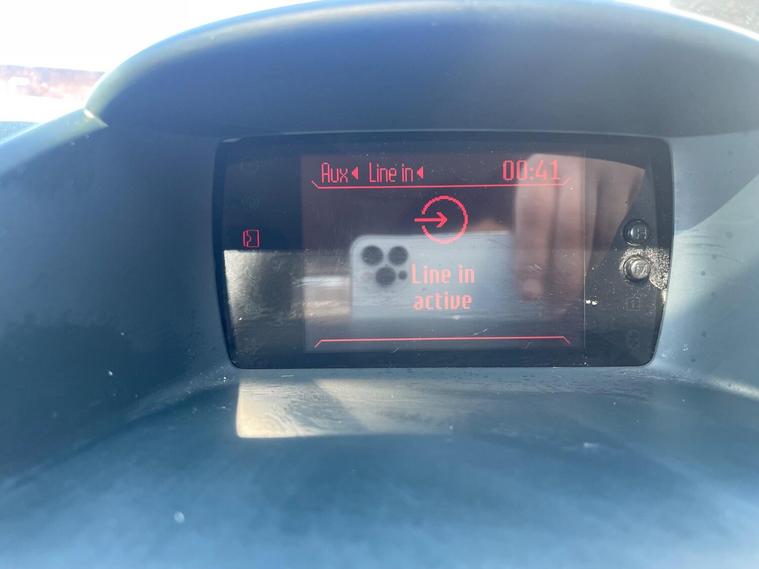 Aux Line in 00:41
Line in
active